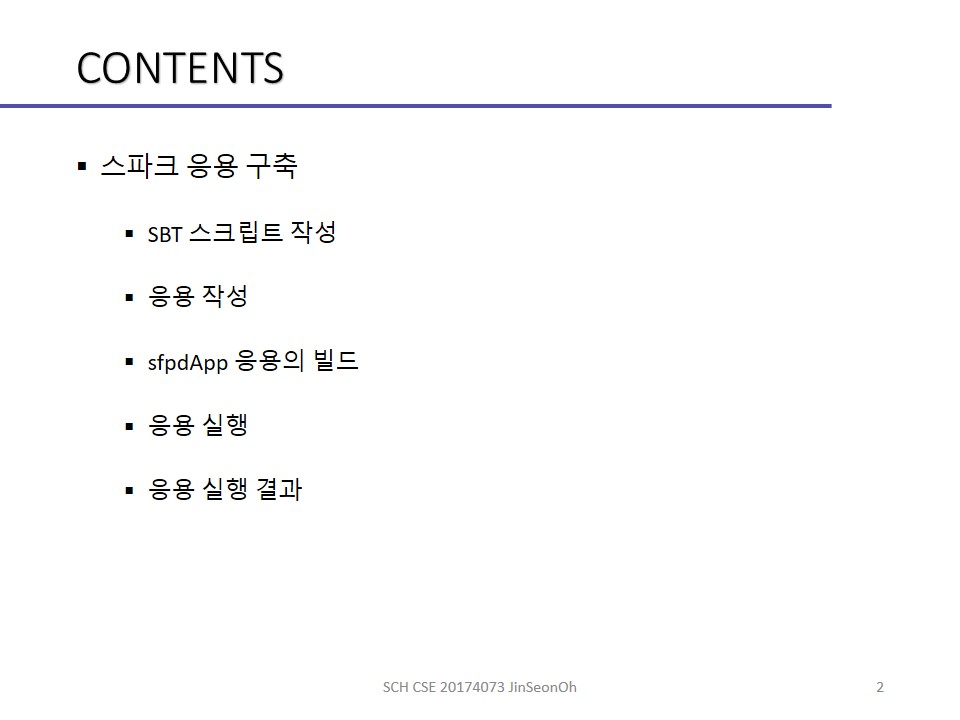 CONTENTS
▪ 스파크 응용 구축
▪ SBT 스크립트 작성
▪ 응용 작성
▪ sfpdApp 응용의 빌드
▪ 응용 실행
▪ 응용 실행 결과
SCH CSE 20174073 JinSeonOh
2